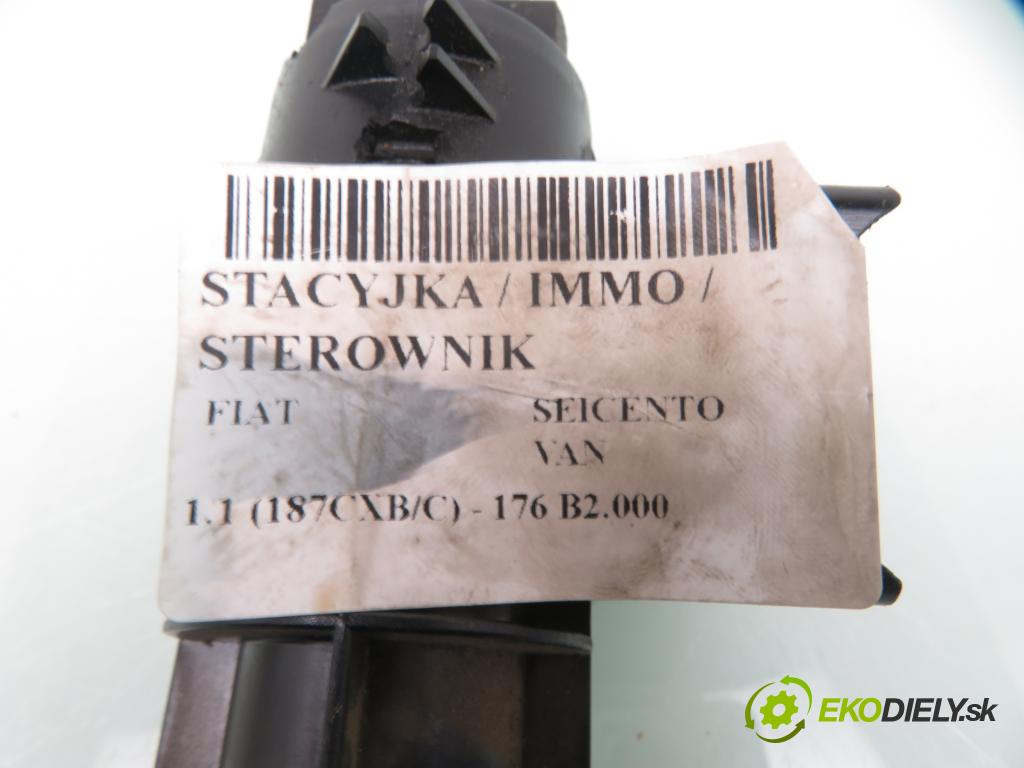 STACYJKA / IMMO /
STEROWNIK
FIAT SEICENTO
VAN
1.1 (187CXB/C) - 176 B2.000
EKODIELY.sk